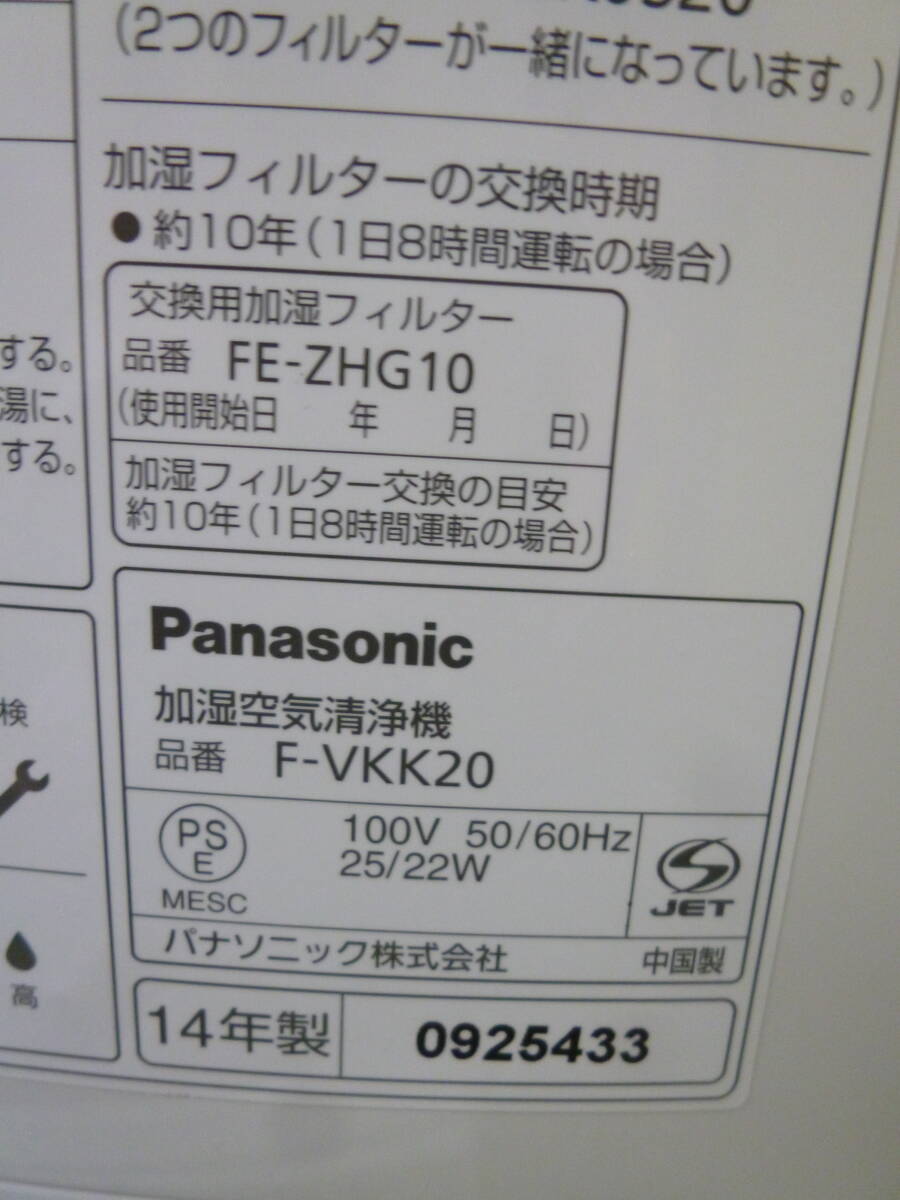 (2つのフィルターが一緒になっています。)
加湿フィルターの交換時期
● 約10年(1日8時間運転の場合)
交換用加湿フィルター
品番 FE-ZHG10
(使用開始日 年 月 日)
加湿フィルター交換の目安
約10年(1日8時間運転の場合)
する。
湯に、
する。
検
高
Panasonic
加湿空気清浄機
品番 F-VKK20
PS
E
MESC
100V 50/60Hz
25/22W
JET
パナソニック株式会社 中国製
14年製 0925433